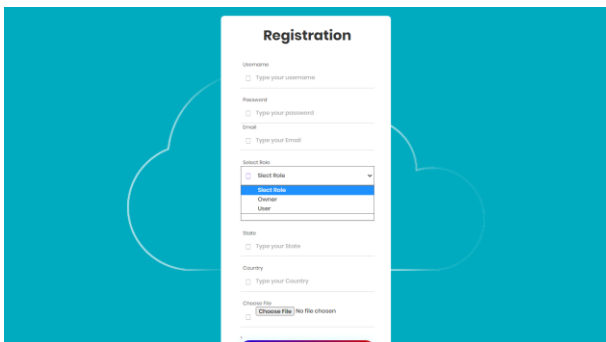 Registration
Username
Type your username
Password
Type your password
Email
Type your Email
Select Role
Slect Role
Slect Role
Owner
User
State
Type your State
Country
Type your Country
Choose File
Choose File No file chosen